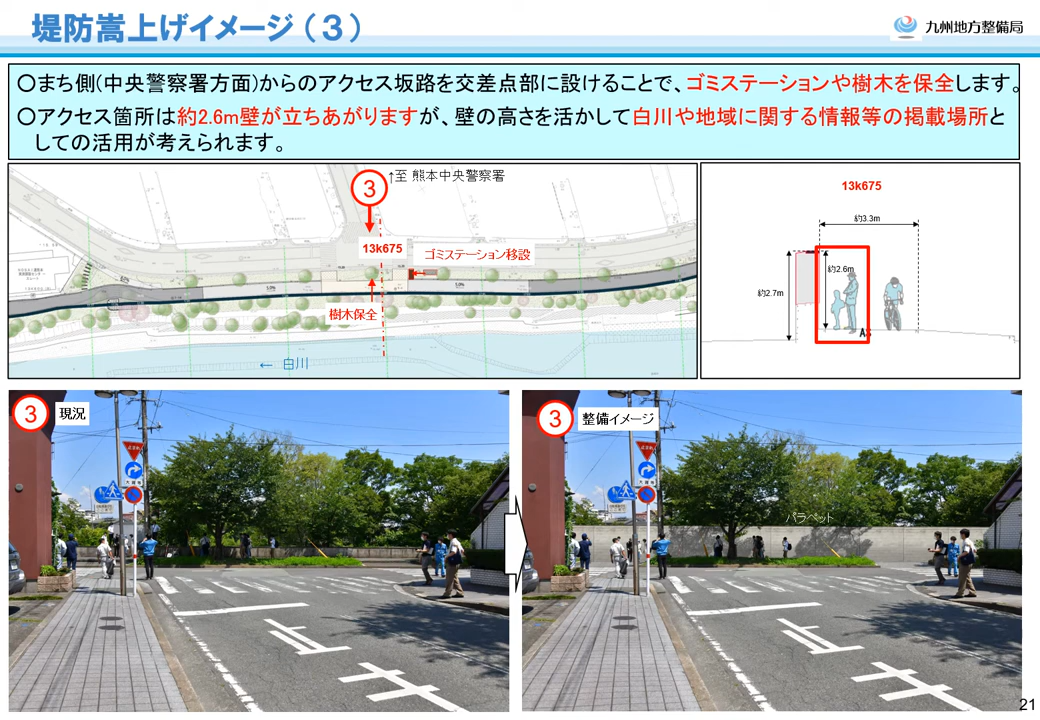 堤防嵩上げイメージ（３）
九州地方整備局
○まち側(中央警察署方面)からのアクセス坂路を交差点部に設けることで、ゴミステーションや樹木を保全します。
○アクセス箇所は約2.6m壁が立ちあがりますが、壁の高さを活かして白川や地域に関する情報等の掲載場所と
しての活用が考えられます。
3
↑至 熊本中央警察署
13k675
ゴミステーション移設
5.0%
5.0%
樹木保全
← 白川
13k675
約3.3m
約2.6m
約2.7m
3
現況
3
整備イメージ
パラペット
21